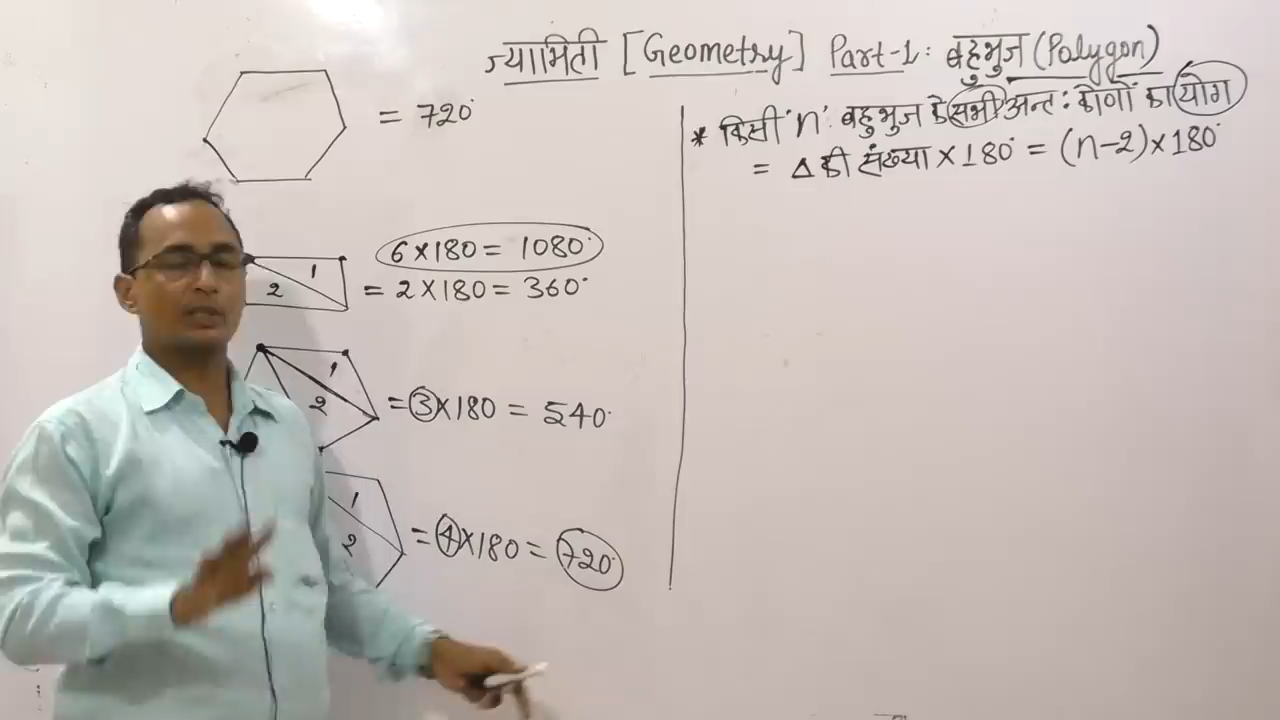 ज्यामिती [Geometry] Part-1: बहुभुज (Polygon)
= 720°
* किसी 'n' बहुभुज के सभी अन्तः कोणों का योग
= △ की संख्या × 180° = (n-2) × 180°
6 × 180 = 1080°
1
2
= 2 × 180 = 360°
1
2
= 3 × 180 = 540°
1
2
= 4 × 180 = 720°